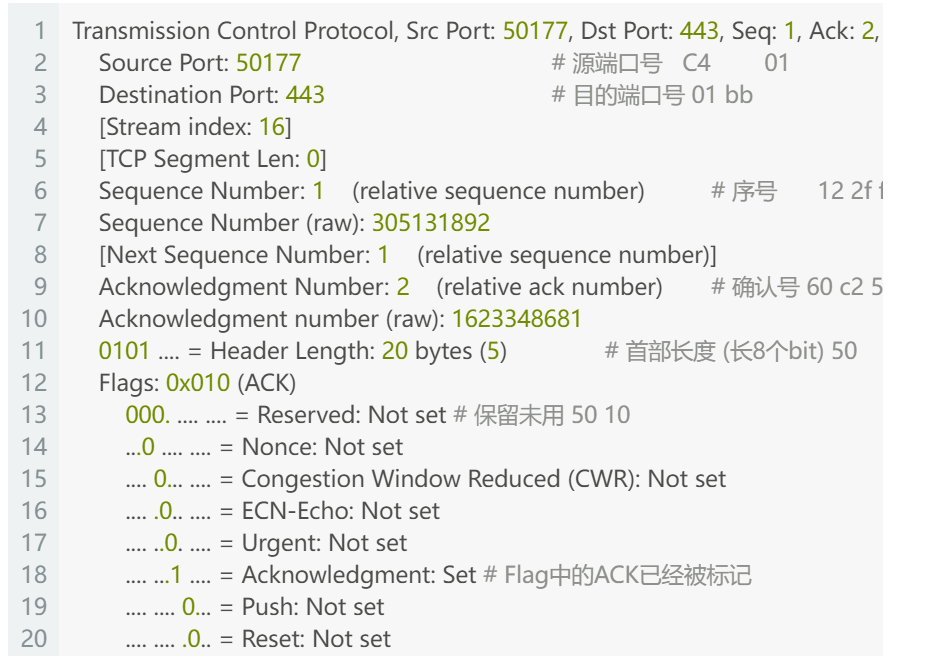 1 Transmission Control Protocol, Src Port: 50177, Dst Port: 443, Seq: 1, Ack: 2,
2 Source Port: 50177 # 源端口号 C4 01
3 Destination Port: 443 # 目的端口号 01 bb
4 [Stream index: 16]
5 [TCP Segment Len: 0]
6 Sequence Number: 1 (relative sequence number) # 序号 12 2f
7 Sequence Number (raw): 305131892
8 [Next Sequence Number: 1 (relative sequence number)]
9 Acknowledgment Number: 2 (relative ack number) # 确认号 60 c2 5
10 Acknowledgment number (raw): 1623348681
11 0101 .... = Header Length: 20 bytes (5) # 首部长度 (长8个bit) 50
12 Flags: 0x010 (ACK)
13 000. .... .... = Reserved: Not set # 保留未用 50 10
14 ...0 .... .... = Nonce: Not set
15 .... 0... .... = Congestion Window Reduced (CWR): Not set
16 .... .0.. .... = ECN-Echo: Not set
17 .... ..0. .... = Urgent: Not set
18 .... ...1 .... = Acknowledgment: Set # Flag中的ACK已经被标记
19 .... .... 0... = Push: Not set
20 .... .... .0.. = Reset: Not set